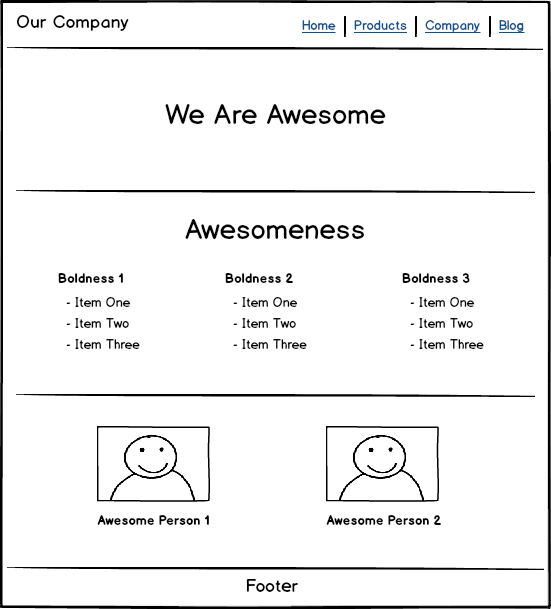 Our Company
Home | Products | Company | Blog
We Are Awesome
Awesomeness
Boldness 1
- Item One
- Item Two
- Item Three
Boldness 2
- Item One
- Item Two
- Item Three
Boldness 3
- Item One
- Item Two
- Item Three
Awesome Person 1
Awesome Person 2
Footer